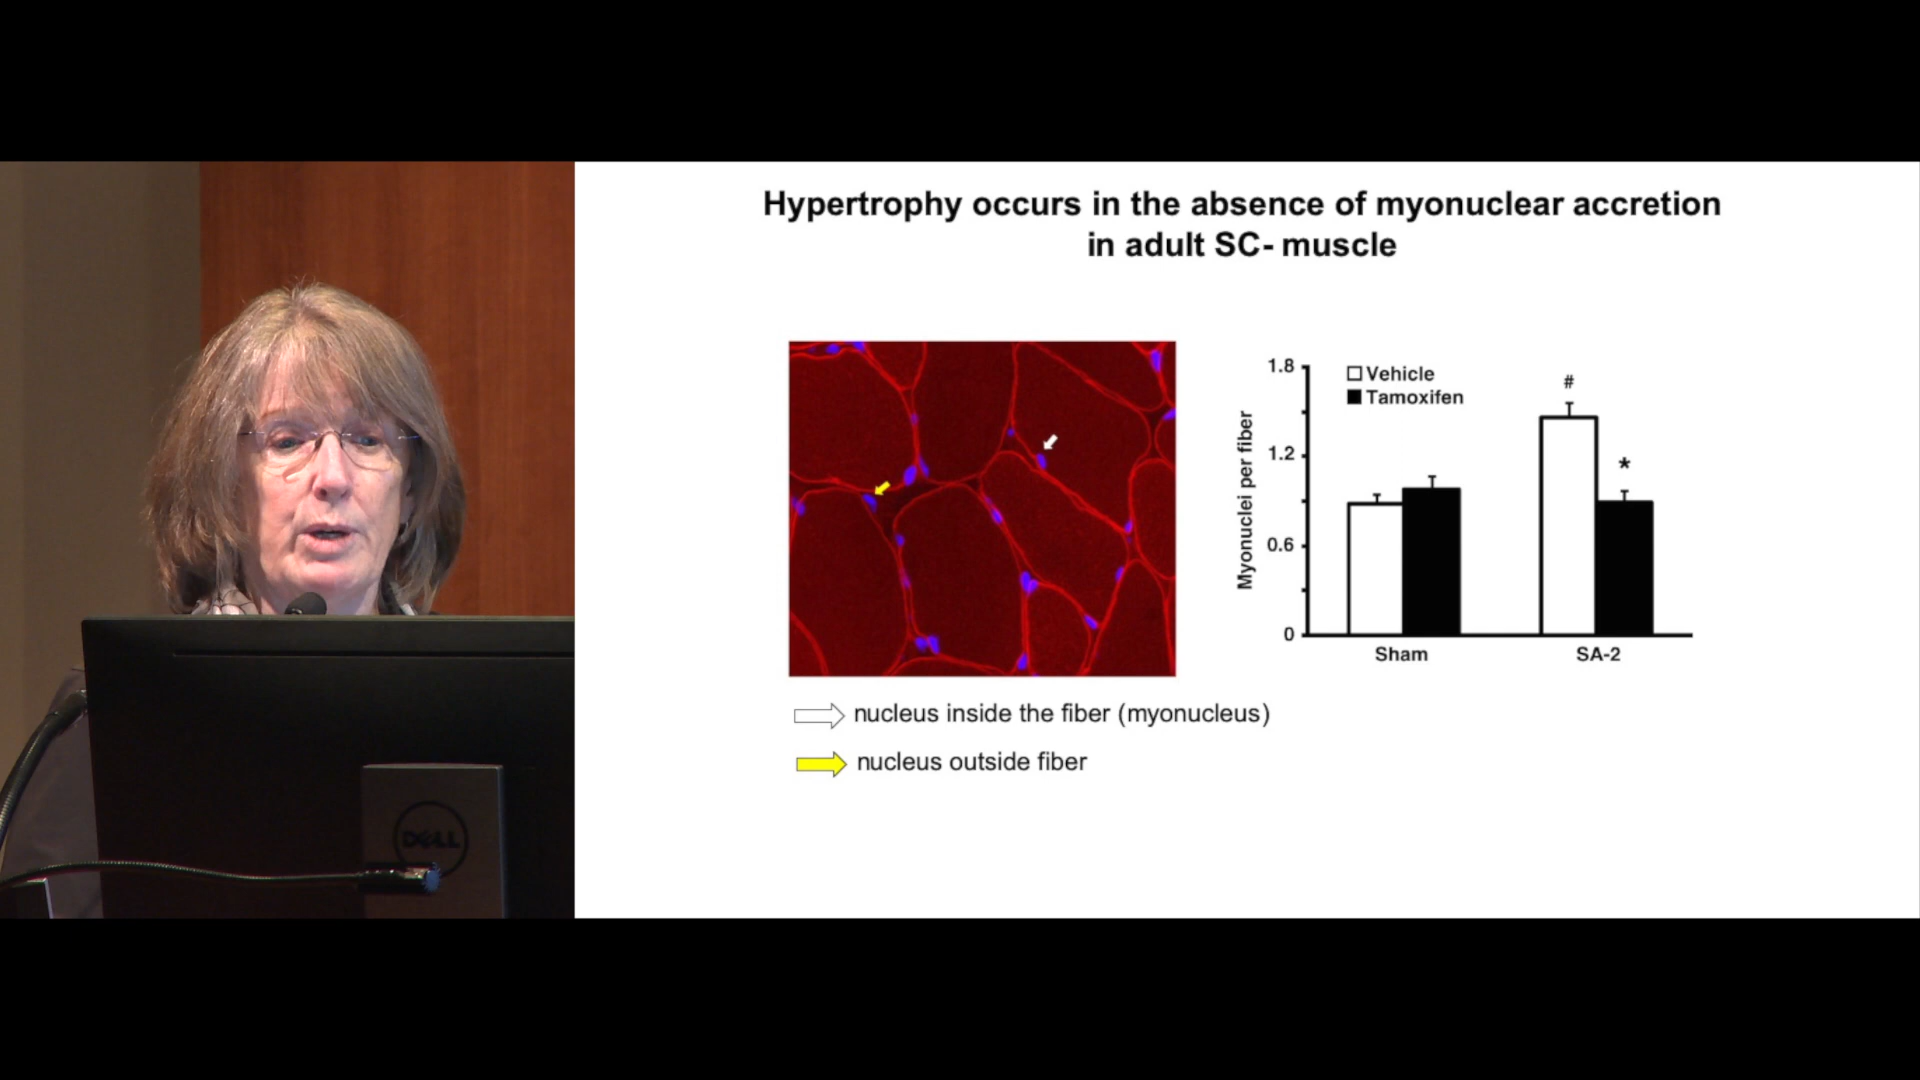 Hypertrophy occurs in the absence of myonuclear accretion
in adult SC- muscle
1.8
1.2
0.6
0
Myonuclei per fiber
Vehicle
Tamoxifen
#
*
Sham
SA-2
nucleus inside the fiber (myonucleus)
nucleus outside fiber
DELL